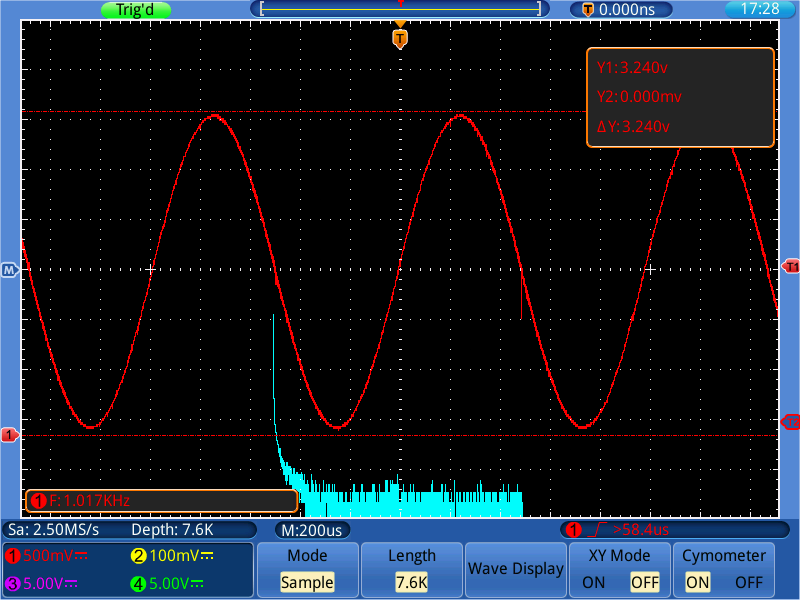 Trig'd [ ] T 0.000ns 17:28
T
Y1:3.240v
Y2:0.000mv
ΔY:3.240v
M T1
1
1 F:1.017KHz
Sa: 2.50MS/s Depth: 7.6K M:200us 1 >58.4us
1 500mV 2 100mV
3 5.00V 4 5.00V
Mode
Sample
Length
7.6K
Wave Display
XY Mode
ON OFF
Cymometer
ON OFF